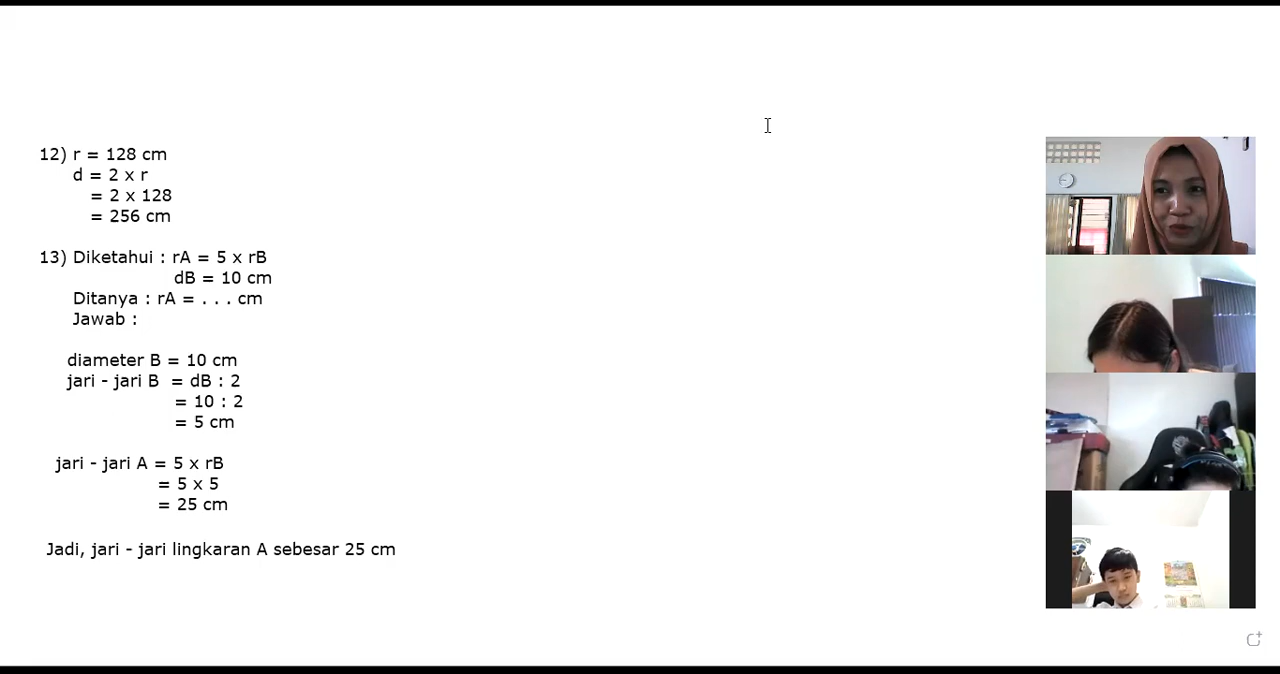 12) r = 128 cm
d = 2 x r
= 2 x 128
= 256 cm
13) Diketahui : rA = 5 x rB
dB = 10 cm
Ditanya : rA = . . . cm
Jawab :
diameter B = 10 cm
jari - jari B = dB : 2
= 10 : 2
= 5 cm
jari - jari A = 5 x rB
= 5 x 5
= 25 cm
Jadi, jari - jari lingkaran A sebesar 25 cm